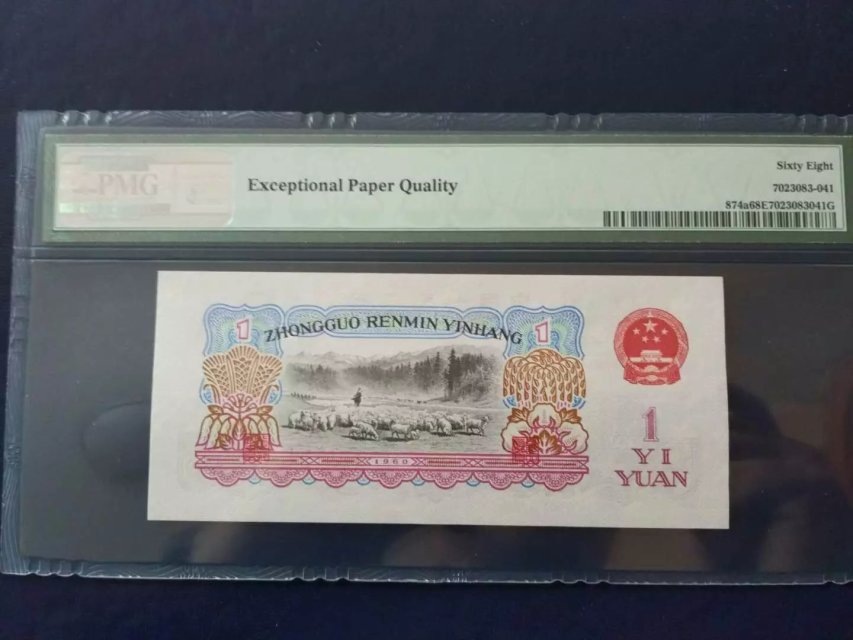 PMG
Exceptional Paper Quality
Sixty Eight
7023083-041
874a68E7023083041G
1
ZHONGGUO RENMIN YINHANG
1
1960
1
YI
YUAN